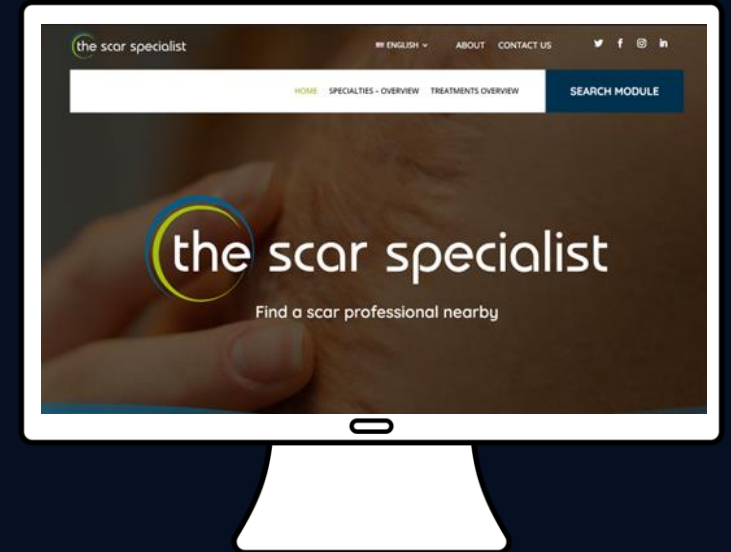 the scar specialist
ENGLISH ABOUT CONTACT US
HOME SPECIALTIES – OVERVIEW TREATMENTS OVERVIEW SEARCH MODULE
the scar specialist
Find a scar professional nearby